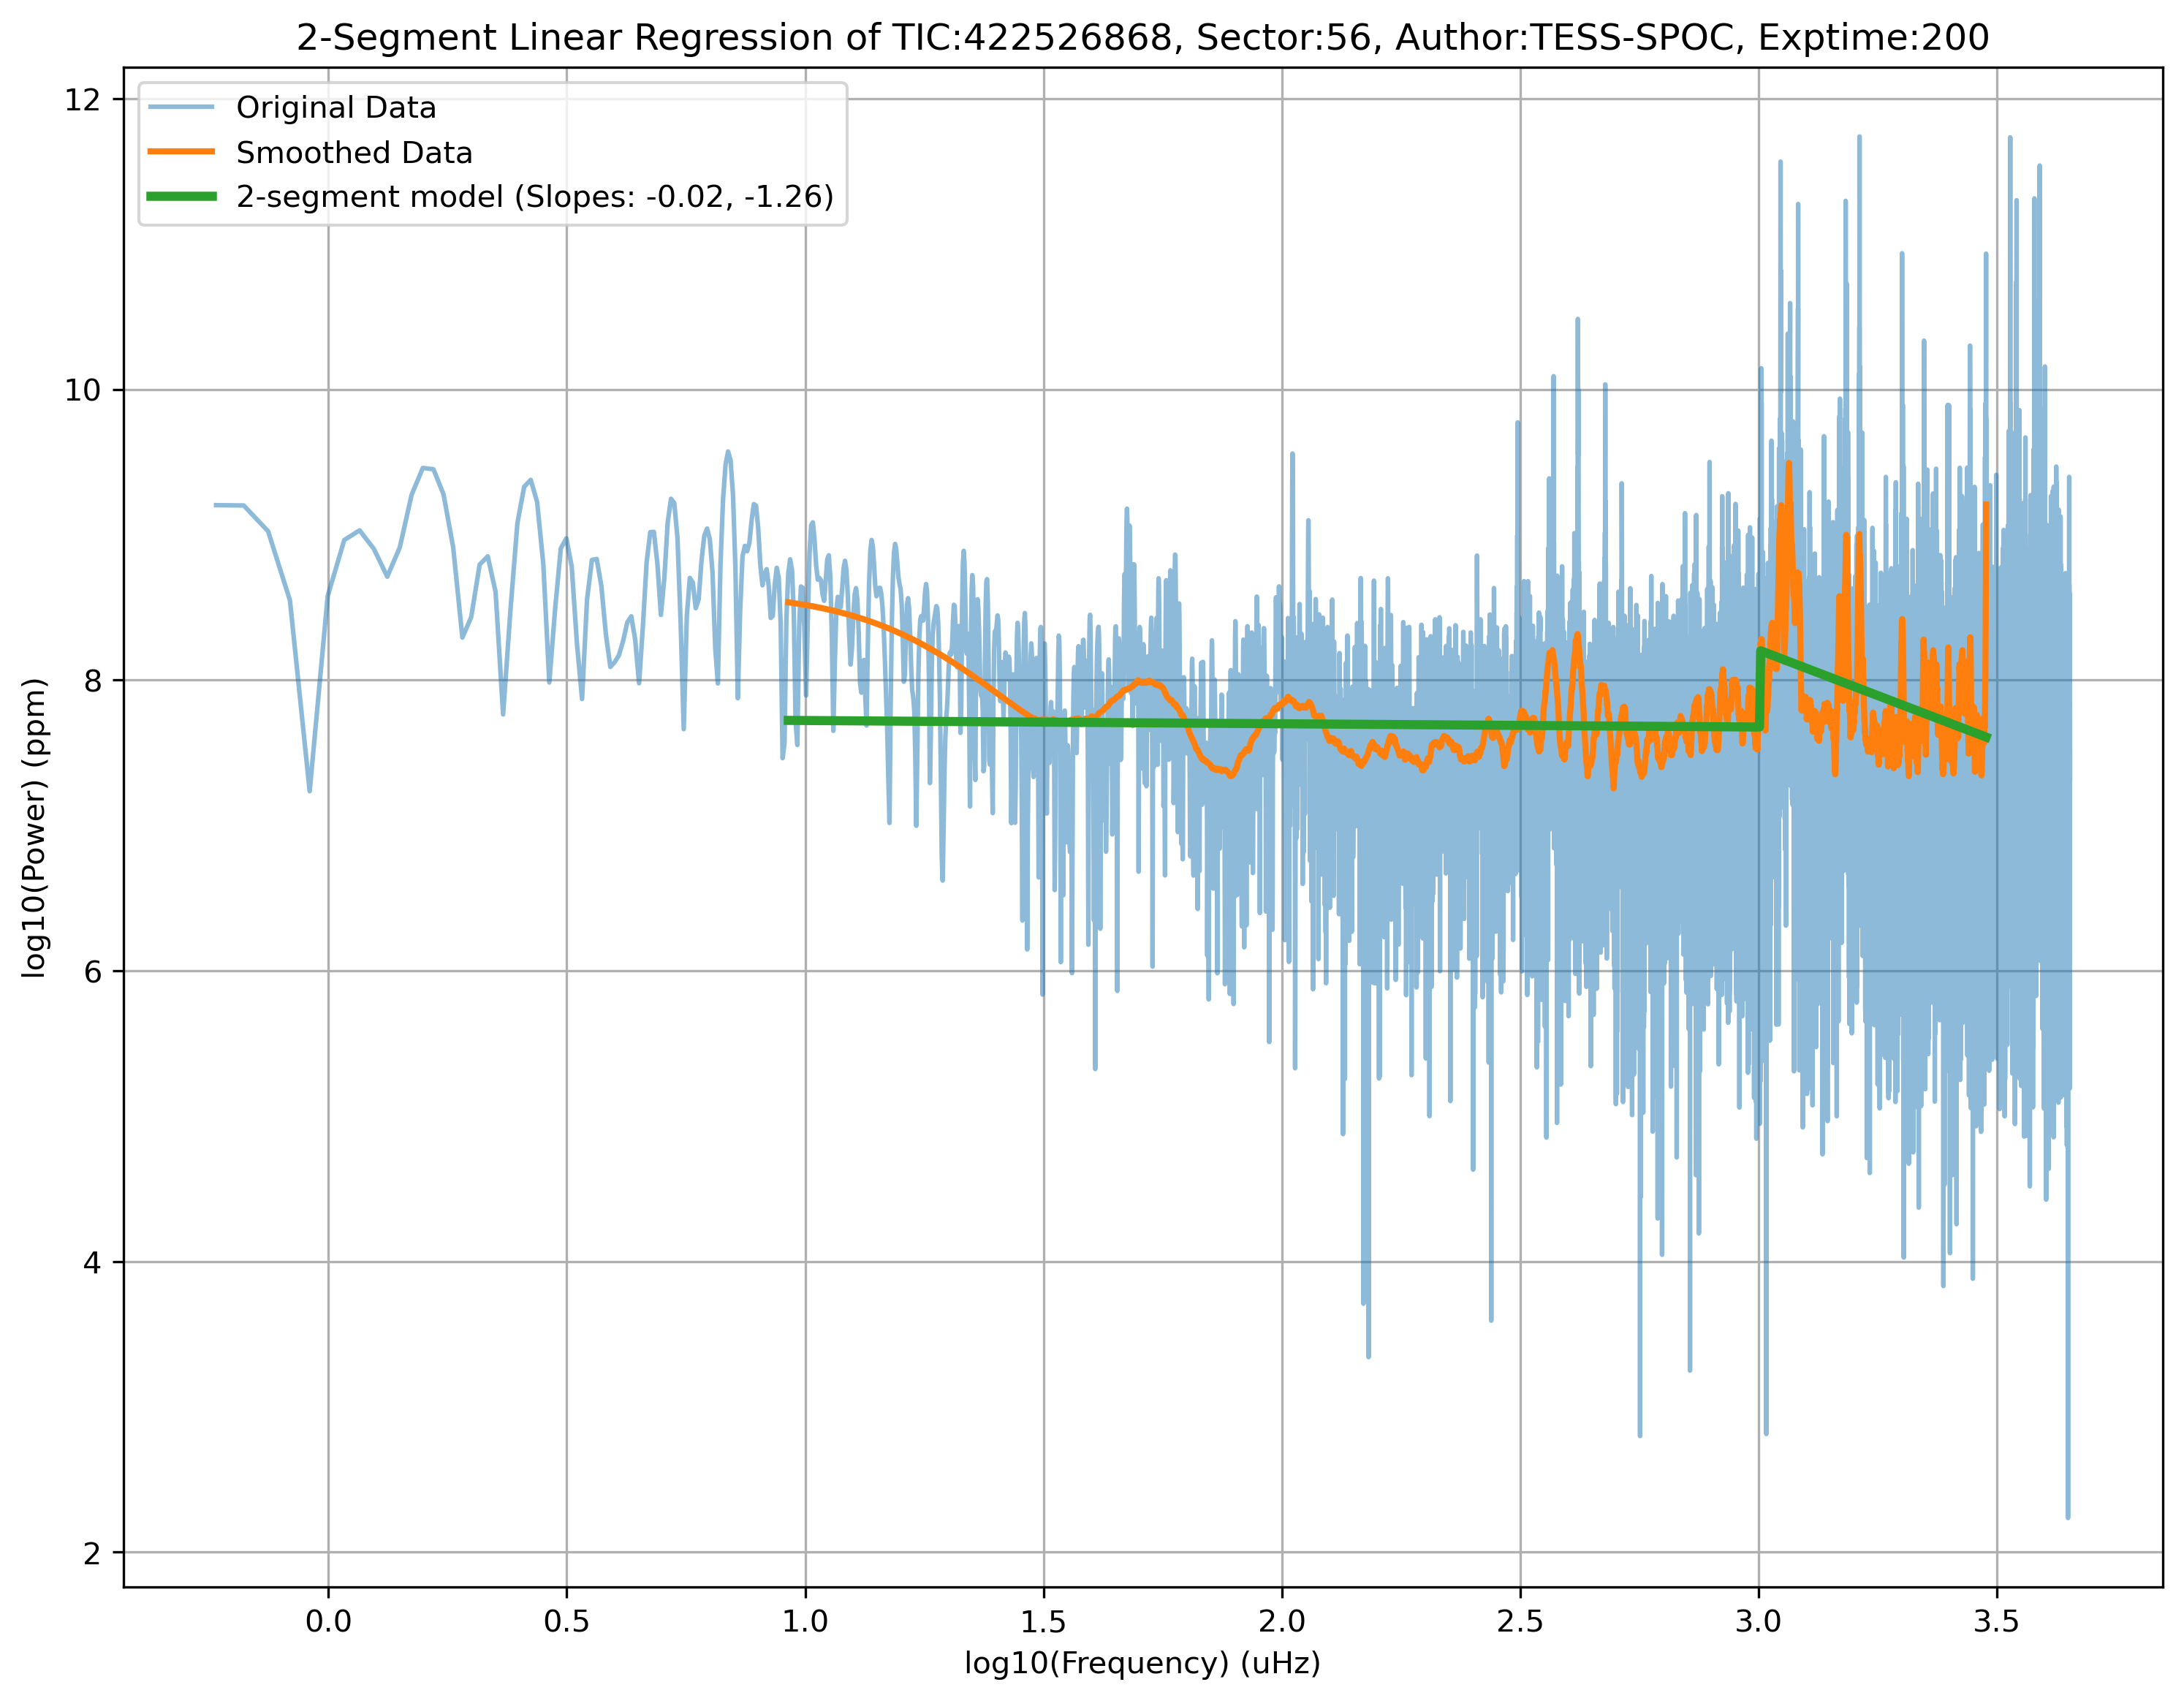 2-Segment Linear Regression of TIC:422526868, Sector:56, Author:TESS-SPOC, Exptime:200
Original Data
Smoothed Data
2-segment model (Slopes: -0.02, -1.26)
12
10
8
6
4
2
log10(Power) (ppm)
0.0 0.5 1.0 1.5 2.0 2.5 3.0 3.5
log10(Frequency) (uHz)